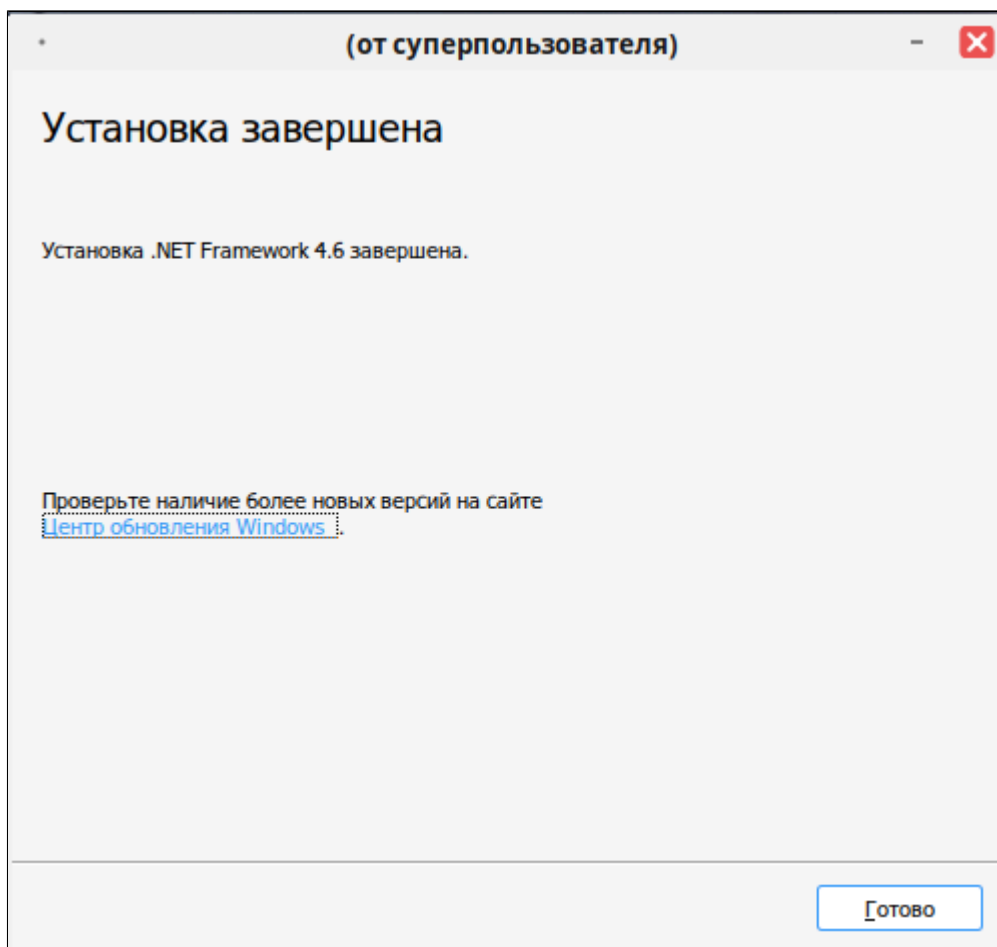 (от суперпользователя)
Установка завершена
Установка .NET Framework 4.6 завершена.
Проверьте наличие более новых версий на сайте
Центр обновления Windows .
Готово